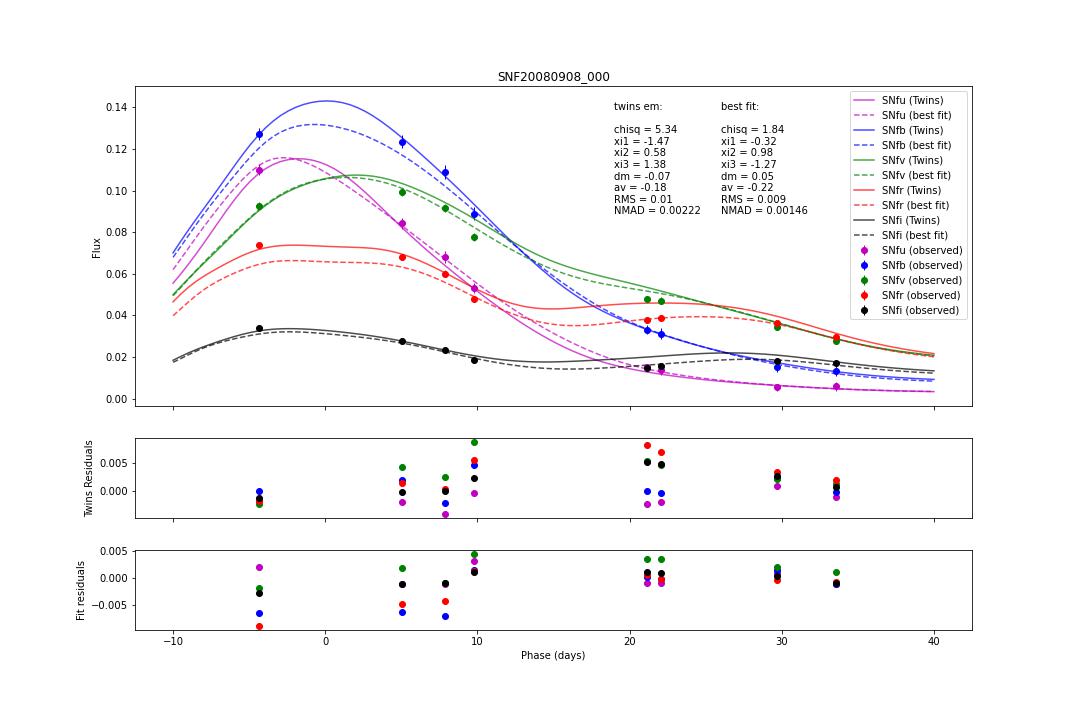 SNF20080908_000
twins em:
chisq = 5.34
xi1 = -1.47
xi2 = 0.58
xi3 = 1.38
dm = -0.07
av = -0.18
RMS = 0.01
NMAD = 0.00222
best fit:
chisq = 1.84
xi1 = -0.32
xi2 = 0.98
xi3 = -1.27
dm = 0.05
av = -0.22
RMS = 0.009
NMAD = 0.00146
SNfu (Twins)
SNfu (best fit)
SNfb (Twins)
SNfb (best fit)
SNfv (Twins)
SNfv (best fit)
SNfr (Twins)
SNfr (best fit)
SNfi (Twins)
SNfi (best fit)
SNfu (observed)
SNfb (observed)
SNfv (observed)
SNfr (observed)
SNfi (observed)
Flux
0.14
0.12
0.10
0.08
0.06
0.04
0.02
0.00
Twins Residuals
0.005
0.000
Fit residuals
0.005
0.000
−0.005
−10
0
10
20
30
40
Phase (days)